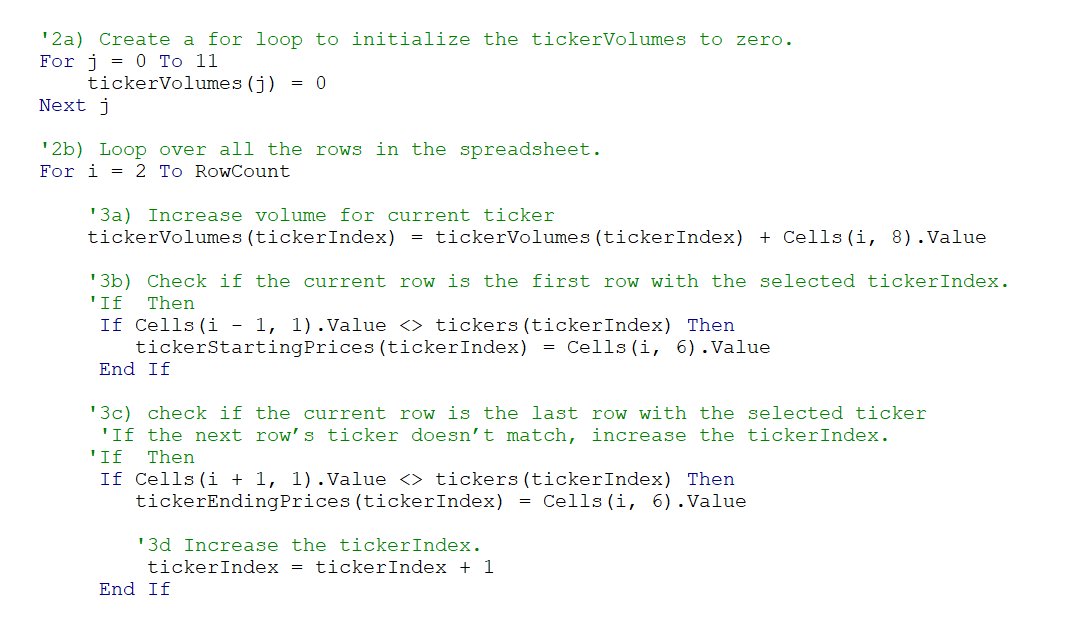 '2a) Create a for loop to initialize the tickerVolumes to zero.
For j = 0 To 11
    tickerVolumes(j) = 0
Next j

'2b) Loop over all the rows in the spreadsheet.
For i = 2 To RowCount

    '3a) Increase volume for current ticker
    tickerVolumes(tickerIndex) = tickerVolumes(tickerIndex) + Cells(i, 8).Value

    '3b) Check if the current row is the first row with the selected tickerIndex.
    'If  Then
     If Cells(i - 1, 1).Value <> tickers(tickerIndex) Then
        tickerStartingPrices(tickerIndex) = Cells(i, 6).Value
     End If

    '3c) check if the current row is the last row with the selected ticker
     'If the next row’s ticker doesn’t match, increase the tickerIndex.
    'If  Then
     If Cells(i + 1, 1).Value <> tickers(tickerIndex) Then
        tickerEndingPrices(tickerIndex) = Cells(i, 6).Value

        '3d Increase the tickerIndex.
         tickerIndex = tickerIndex + 1
     End If